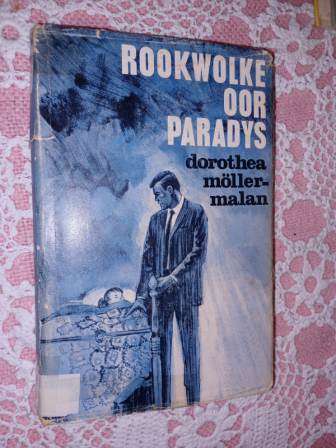 ROOKWOLKE
OOR
PARADYS
dorothea
möller-
malan